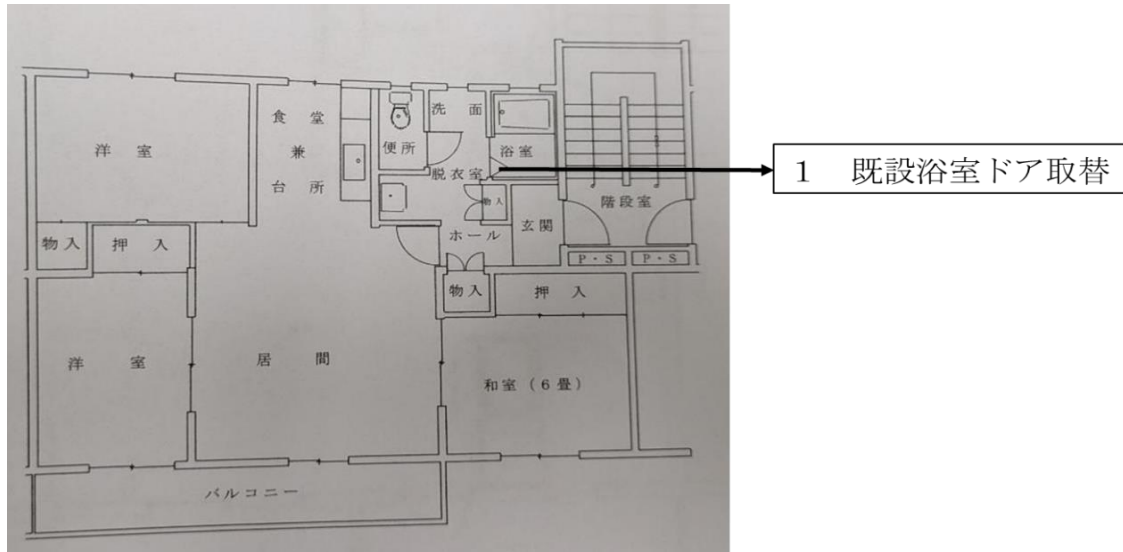 洗面
食堂
兼
台所
洋室
便所
浴室
1 既設浴室ドア取替
脱衣室
物入
階段室
玄関
ホール
物入
押入
P・S
P・S
物入
押入
洋室
居間
和室(6畳)
バルコニー